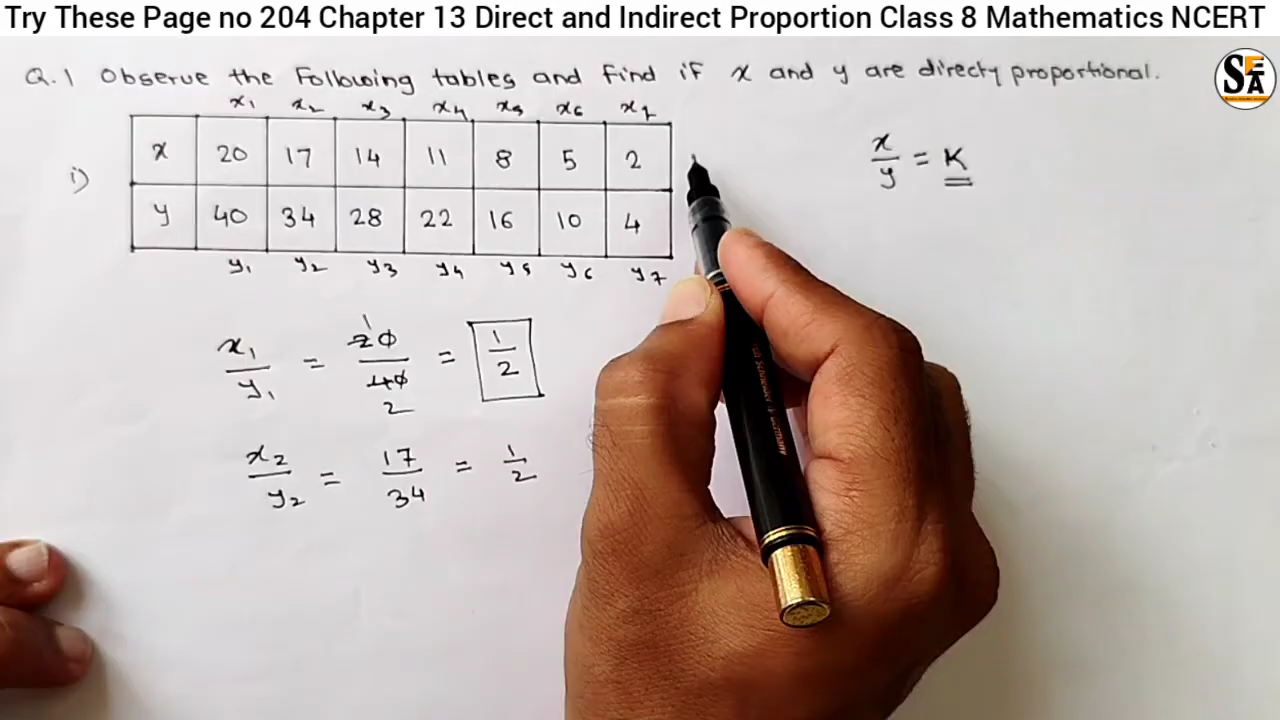 Try These Page no 204 Chapter 13 Direct and Indirect Proportion Class 8 Mathematics NCERT
SFEA
Q.1 Observe the Following tables and find if x and y are directy proportional.
x₁ x₂ x₃ x₄ x₅ x₆ x₇
i) x 20 17 14 11 8 5 2
y 40 34 28 22 16 10 4
y₁ y₂ y₃ y₄ y₅ y₆ y₇
x/y = K
x₁/y₁ = 20/40 = 1/2
1
2
x₂/y₂ = 17/34 = 1/2